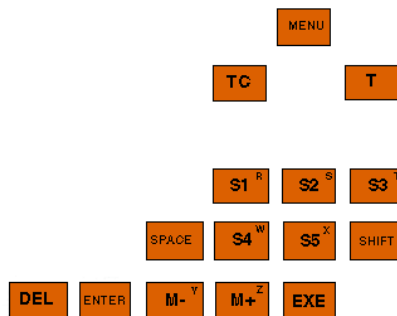 MENU
TC T
S1 R S2 S S3 T
SPACE S4 W S5 X SHIFT
DEL ENTER M- Y M+ Z EXE